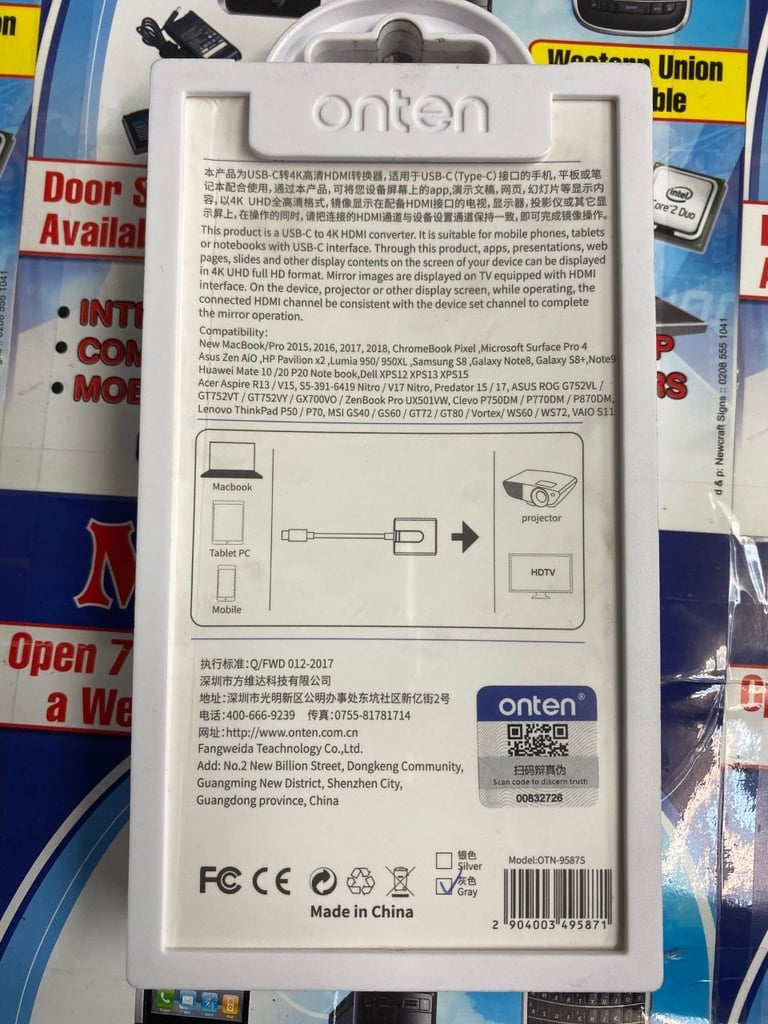 onten
Western Union
Door
Availa
intel
Core 2 Duo
本产品为USB-C转4K高清HDMI转换器,适用于USB-C (Type-C) 接口的手机,平板或笔
记本配合使用,通过本产品,可将您设备屏幕上的app,演示文稿,网页,幻灯片等显示内
容,以4K UHD全高清格式,镜像显示在配备HDMI接口的电视,显示器,投影仪或其它显
示屏上,在操作的同时,请把连接的HDMI通道与设备设置通道保持一致,即可完成镜像操作。
This product is a USB-C to 4K HDMI converter. It is suitable for mobile phones, tablets
or notebooks with USB-C interface. Through this product, apps, presentations, web
pages, slides and other display contents on the screen of your device can be displayed
in 4K UHD full HD format. Mirror images are displayed on TV equipped with HDMI
interface. On the device, projector or other display screen, while operating, the
connected HDMI channel be consistent with the device set channel to complete
the mirror operation.
Compatibility:
New MacBook/Pro 2015, 2016, 2017, 2018, ChromeBook Pixel ,Microsoft Surface Pro 4
Asus Zen AiO ,HP Pavilion x2 ,Lumia 950/ 950XL ,Samsung S8 ,Galaxy Note8, Galaxy S8+,Note9
Huawei Mate 10 /20 P20 Note book,Dell XPS12 XPS13 XPS15
Acer Aspire R13 / V15, S5-391-6419 Nitro / V17 Nitro, Predator 15 / 17, ASUS ROG G752VL /
GT752VT / GT752VY / GX700VO / ZenBook Pro UX501VW, Clevo P750DM / P770DM / P870DM,
Lenovo ThinkPad P50 / P70, MSI GS40 / GS60 / GT72 / GT80 / Vortex/ WS60 / WS72, VAIO S11
d & p: Newcraft Signs :: 0208 555 1041
Macbook
Tablet PC
Mobile
projector
HDTV
Open 7
a We
执行标准:Q/FWD 012-2017
深圳市方维达科技有限公司
地址:深圳市光明新区公明办事处东坑社区新亿街2号
电话:400-666-9239 传真:0755-81781714
网址:http://www.onten.com.cn
Fangweida Teachnology Co.,Ltd.
Add: No.2 New Billion Street, Dongkeng Community,
Guangming New District, Shenzhen City,
Guangdong province, China
onten®
扫码辩真伪
Scan code to discern truth
00832726
FC CE
银色
Silver
灰色
Gray
Made in China
Model:OTN-9587S
2 904003 495871